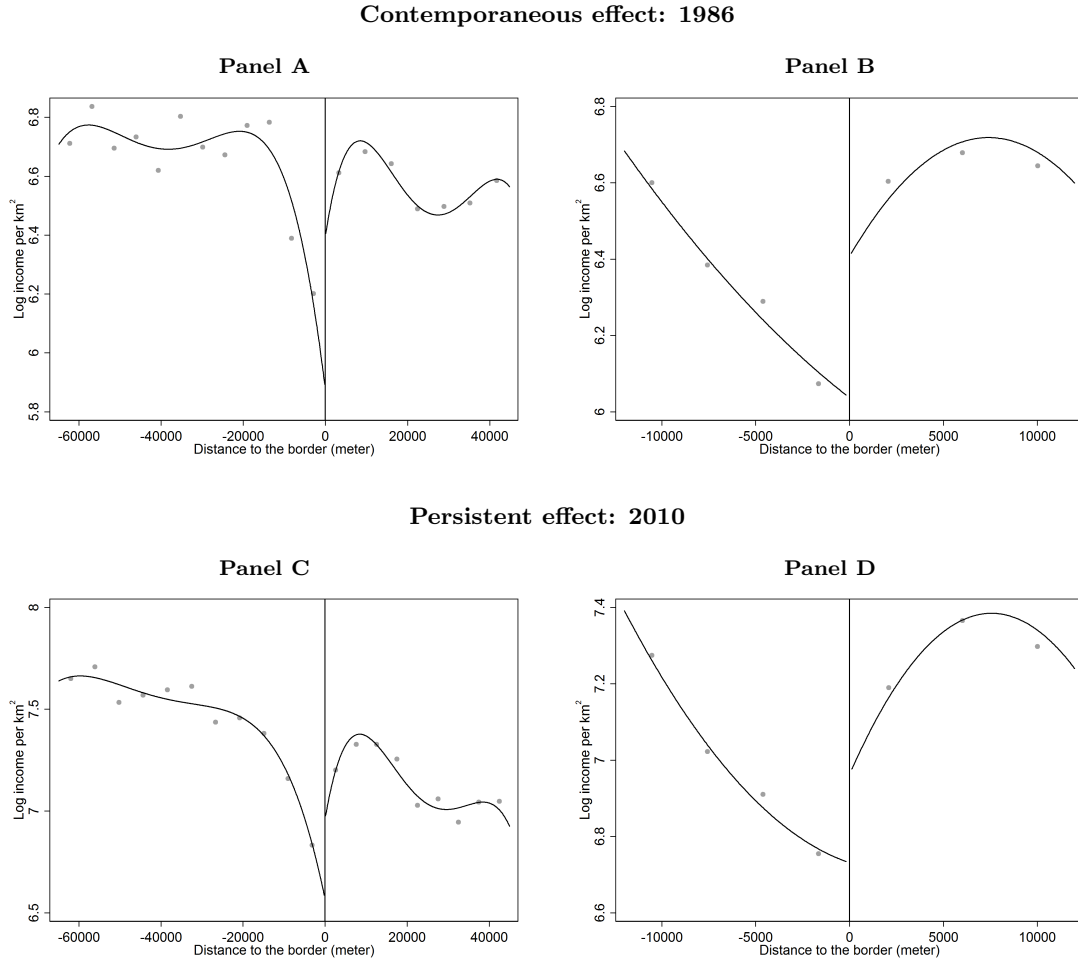 Contemporaneous effect: 1986
Panel A
Log income per km²
5.8 6 6.2 6.4 6.6 6.8
-60000 -40000 -20000 0 20000 40000
Distance to the border (meter)
Panel B
Log income per km²
6 6.2 6.4 6.6 6.8
-10000 -5000 0 5000 10000
Distance to the border (meter)
Persistent effect: 2010
Panel C
Log income per km²
6.5 7 7.5 8
-60000 -40000 -20000 0 20000 40000
Distance to the border (meter)
Panel D
Log income per km²
6.6 6.8 7 7.2 7.4
-10000 -5000 0 5000 10000
Distance to the border (meter)